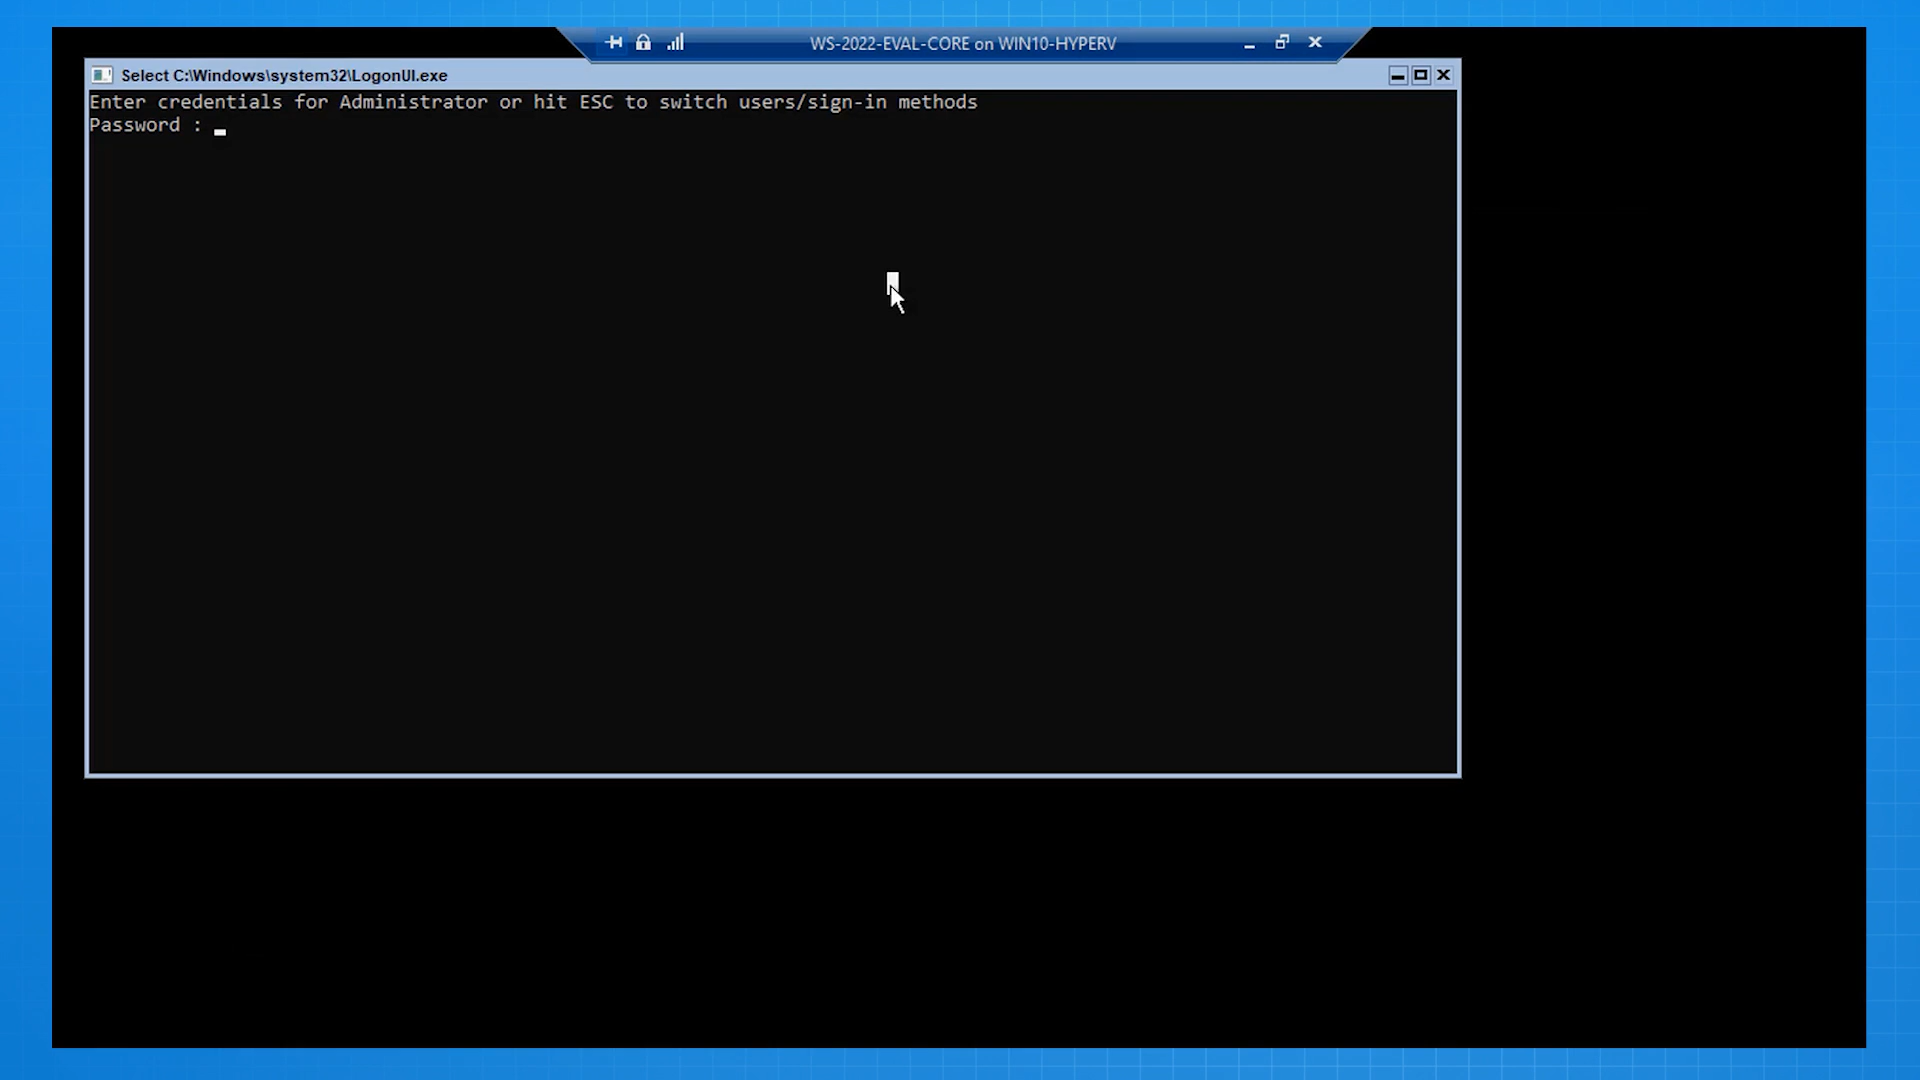 WS-2022-EVAL-CORE on WIN10-HYPERV
Select C:\Windows\system32\LogonUI.exe
Enter credentials for Administrator or hit ESC to switch users/sign-in methods
Password : _